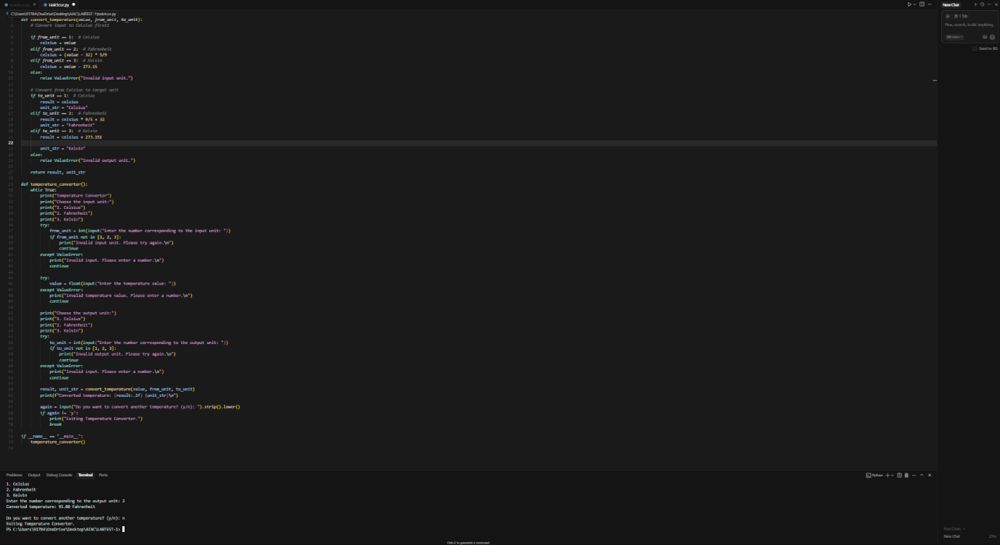 task4cur.py task5cur.py New Chat
C:\Users\91784\OneDrive\Desktop\ATAC\LABTEST-1\task4cur.py
1 Tab
def convert_temperature(value, from_unit, to_unit):
# Convert input to Celsius first1
Plan, search, build anything
if from_unit == 1: # Celsius
celsius = value
elif from_unit == 2: # Fahrenheit
Send to BG
celsius = (value - 32) * 5/9
elif from_unit == 3: # Kelvin
celsius = value - 273.15
else:
raise ValueError("Invalid input unit.")
# Convert from Celsius to target unit
if to_unit == 1: # Celsius
result = celsius
unit_str = "Celsius"
elif to_unit == 2: # Fahrenheit
result = celsius * 9/5 + 32
unit_str = "Fahrenheit"
elif to_unit == 3: # Kelvin
result = celsius + 273.151
22
unit_str = "Kelvin"
else:
raise ValueError("Invalid output unit.")
return result, unit_str
def temperature_converter():
while True:
print("Temperature Converter")
print("Choose the input unit:")
print("1. Celsius")
print("2. Fahrenheit")
print("3. Kelvin")
try:
from_unit = int(input("Enter the number corresponding to the input unit: "))
if from_unit not in [1, 2, 3]:
print("Invalid input unit. Please try again.\n")
continue
except ValueError:
print("Invalid input. Please enter a number.\n")
continue
try:
value = float(input("Enter the temperature value: "))
except ValueError:
print("Invalid temperature value. Please enter a number.\n")
continue
print("Choose the output unit:")
print("1. Celsius")
print("2. Fahrenheit")
print("3. Kelvin")
try:
to_unit = int(input("Enter the number corresponding to the output unit: "))
if to_unit not in [1, 2, 3]:
print("Invalid output unit. Please try again.\n")
continue
except ValueError:
print("Invalid input. Please enter a number.\n")
continue
result, unit_str = convert_temperature(value, from_unit, to_unit)
print(f"Converted temperature: {result:.2f} {unit_str}\n")
again = input("Do you want to convert another temperature? (y/n): ").strip().lower()
if again != 'y':
print("Exiting Temperature Converter.")
break
if __name__ == "__main__":
temperature_converter()
Problems Output Debug Console Terminal Ports Python
1. Celsius
2. Fahrenheit
3. Kelvin
Enter the number corresponding to the output unit: 2
Converted temperature: 95.00 Fahrenheit
Do you want to convert another temperature? (y/n): n
Exiting Temperature Converter.
PS C:\Users\91784\OneDrive\Desktop\ATAC\LABTEST-1>
Past Chats
New Chat
Ctrl+K to generate a command